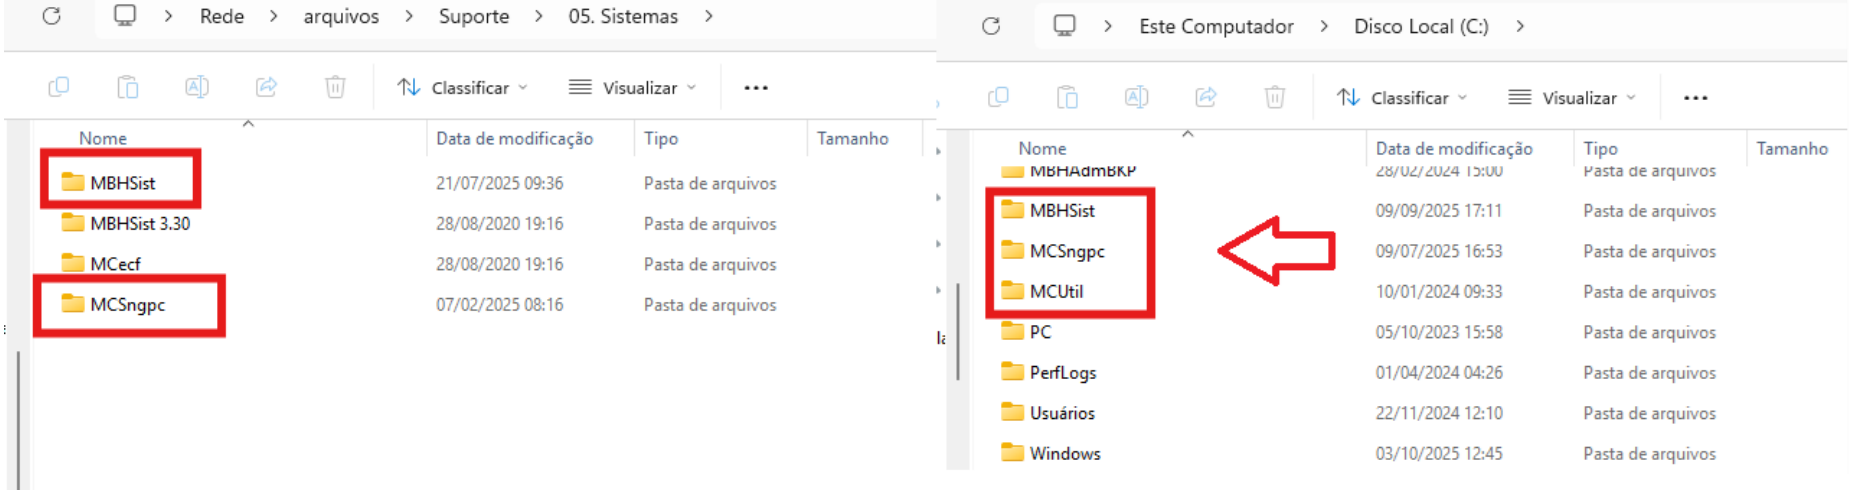 Rede > arquivos > Suporte > 05. Sistemas >
Classificar Visualizar ...
Nome Data de modificação Tipo Tamanho
MBHSist 21/07/2025 09:36 Pasta de arquivos
MBHSist 3.30 28/08/2020 19:16 Pasta de arquivos
MCecf 28/08/2020 19:16 Pasta de arquivos
MCSngpc 07/02/2025 08:16 Pasta de arquivos
> Este Computador > Disco Local (C:) >
Classificar Visualizar ...
Nome Data de modificação Tipo Tamanho
MBHAdmBKP 28/02/2024 15:00 Pasta de arquivos
MBHSist 09/09/2025 17:11 Pasta de arquivos
MCSngpc 09/07/2025 16:53 Pasta de arquivos
MCUtil 10/01/2024 09:33 Pasta de arquivos
PC 05/10/2023 15:58 Pasta de arquivos
PerfLogs 01/04/2024 04:26 Pasta de arquivos
Usuários 22/11/2024 12:10 Pasta de arquivos
Windows 03/10/2025 12:45 Pasta de arquivos